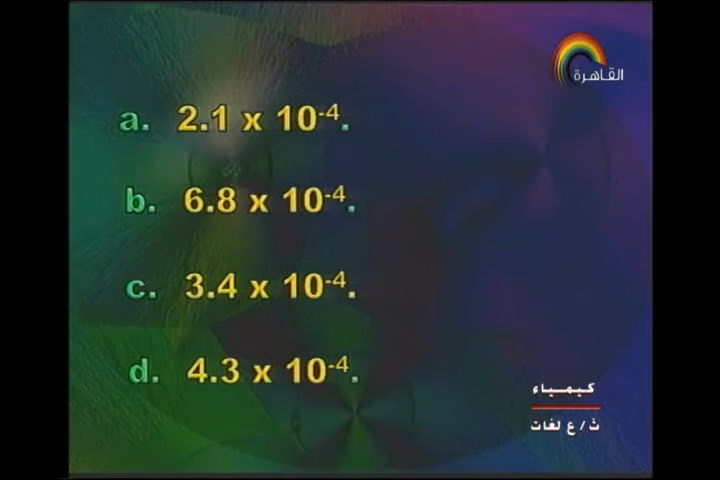 القاهرة
a. 2.1 x 10⁻⁴.
b. 6.8 x 10⁻⁴.
c. 3.4 x 10⁻⁴.
d. 4.3 x 10⁻⁴.
كيمياء
ث/ع لغات